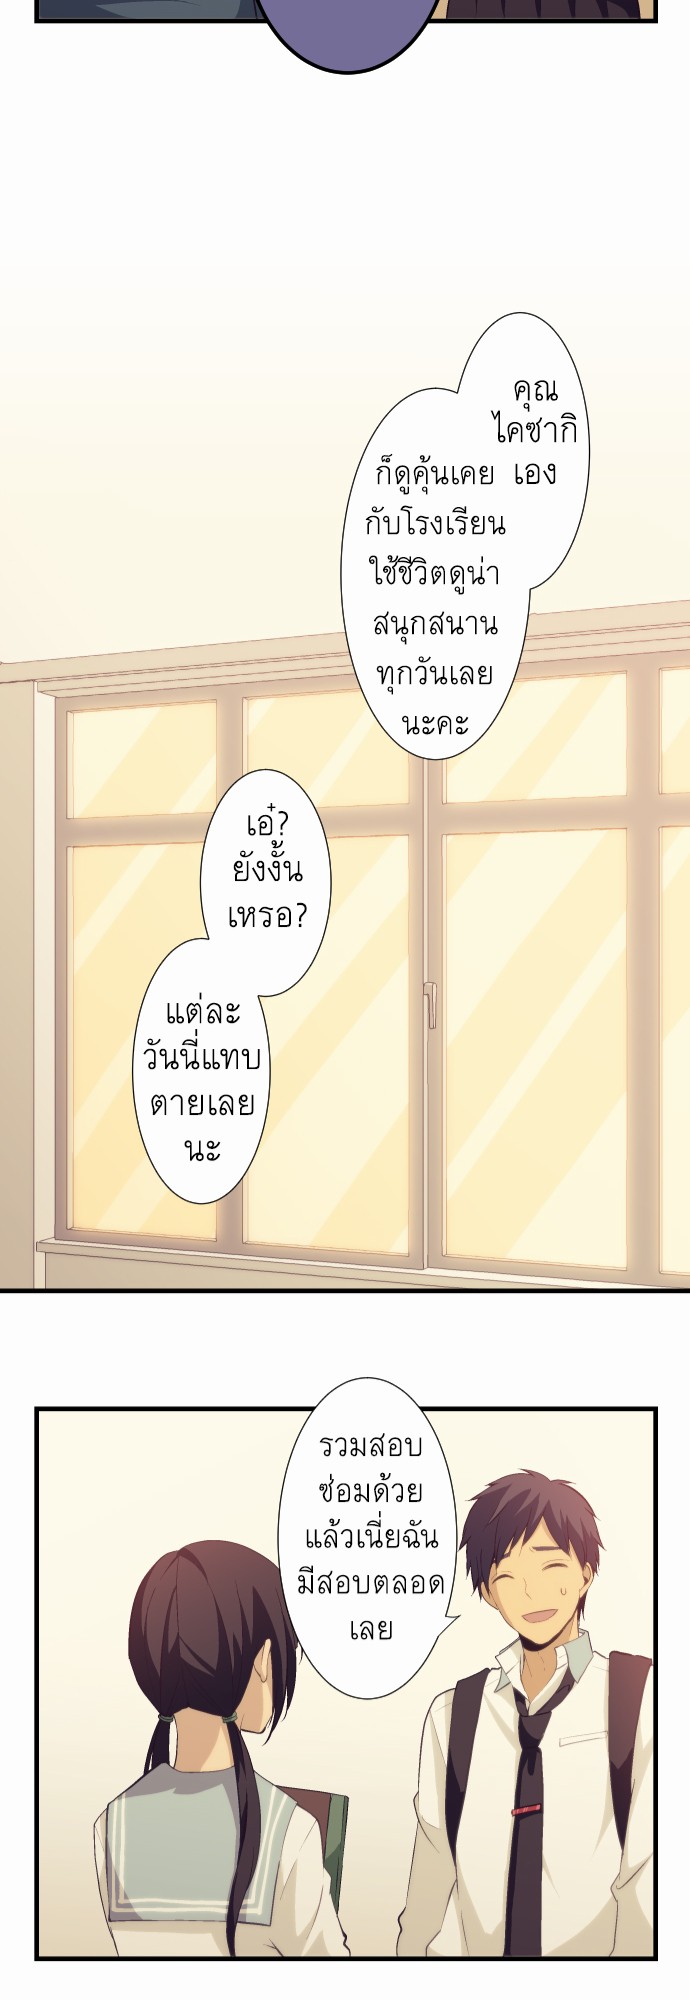 คุณ
ไคซากิ
เอง
ก็ดูคุ้นเคย
กับโรงเรียน
ใช้ชีวิตดูน่า
สนุกสนาน
ทุกวันเลย
นะคะ
เอ๋?
ยังงั้น
เหรอ?
แต่ละ
วันนี่แทบ
ตายเลย
นะ
รวมสอบ
ซ่อมด้วย
แล้วเนี่ยฉัน
มีสอบตลอด
เลย